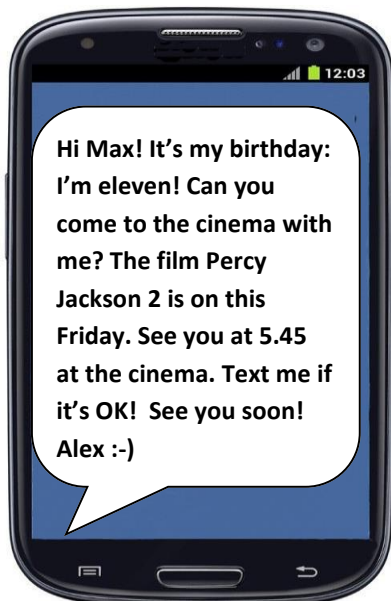 12:03
Hi Max! It’s my birthday:
I’m eleven! Can you
come to the cinema with
me? The film Percy
Jackson 2 is on this
Friday. See you at 5.45
at the cinema. Text me if
it’s OK!  See you soon!
Alex :-)